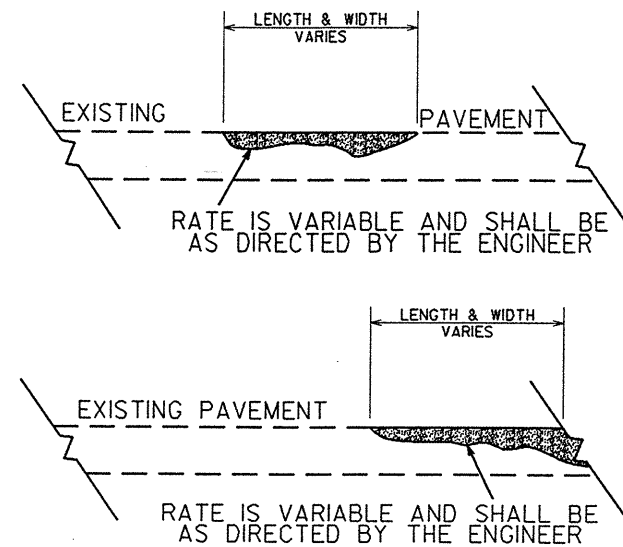 LENGTH & WIDTH
VARIES
EXISTING PAVEMENT
RATE IS VARIABLE AND SHALL BE
AS DIRECTED BY THE ENGINEER
LENGTH & WIDTH
VARIES
EXISTING PAVEMENT
RATE IS VARIABLE AND SHALL BE
AS DIRECTED BY THE ENGINEER